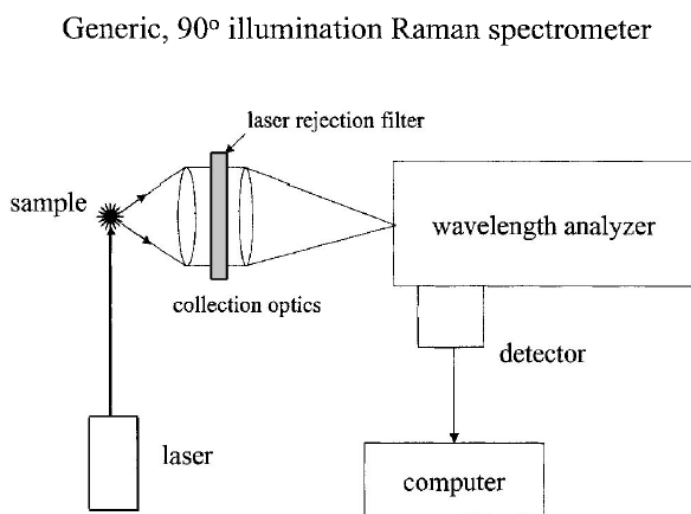 Generic, 90° illumination Raman spectrometer
laser rejection filter
sample
wavelength analyzer
collection optics
detector
laser
computer